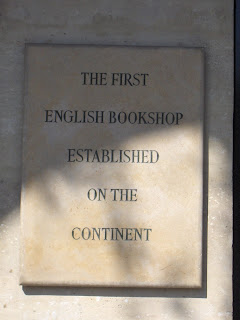 THE FIRST
ENGLISH BOOKSHOP
ESTABLISHED
ON THE
CONTINENT